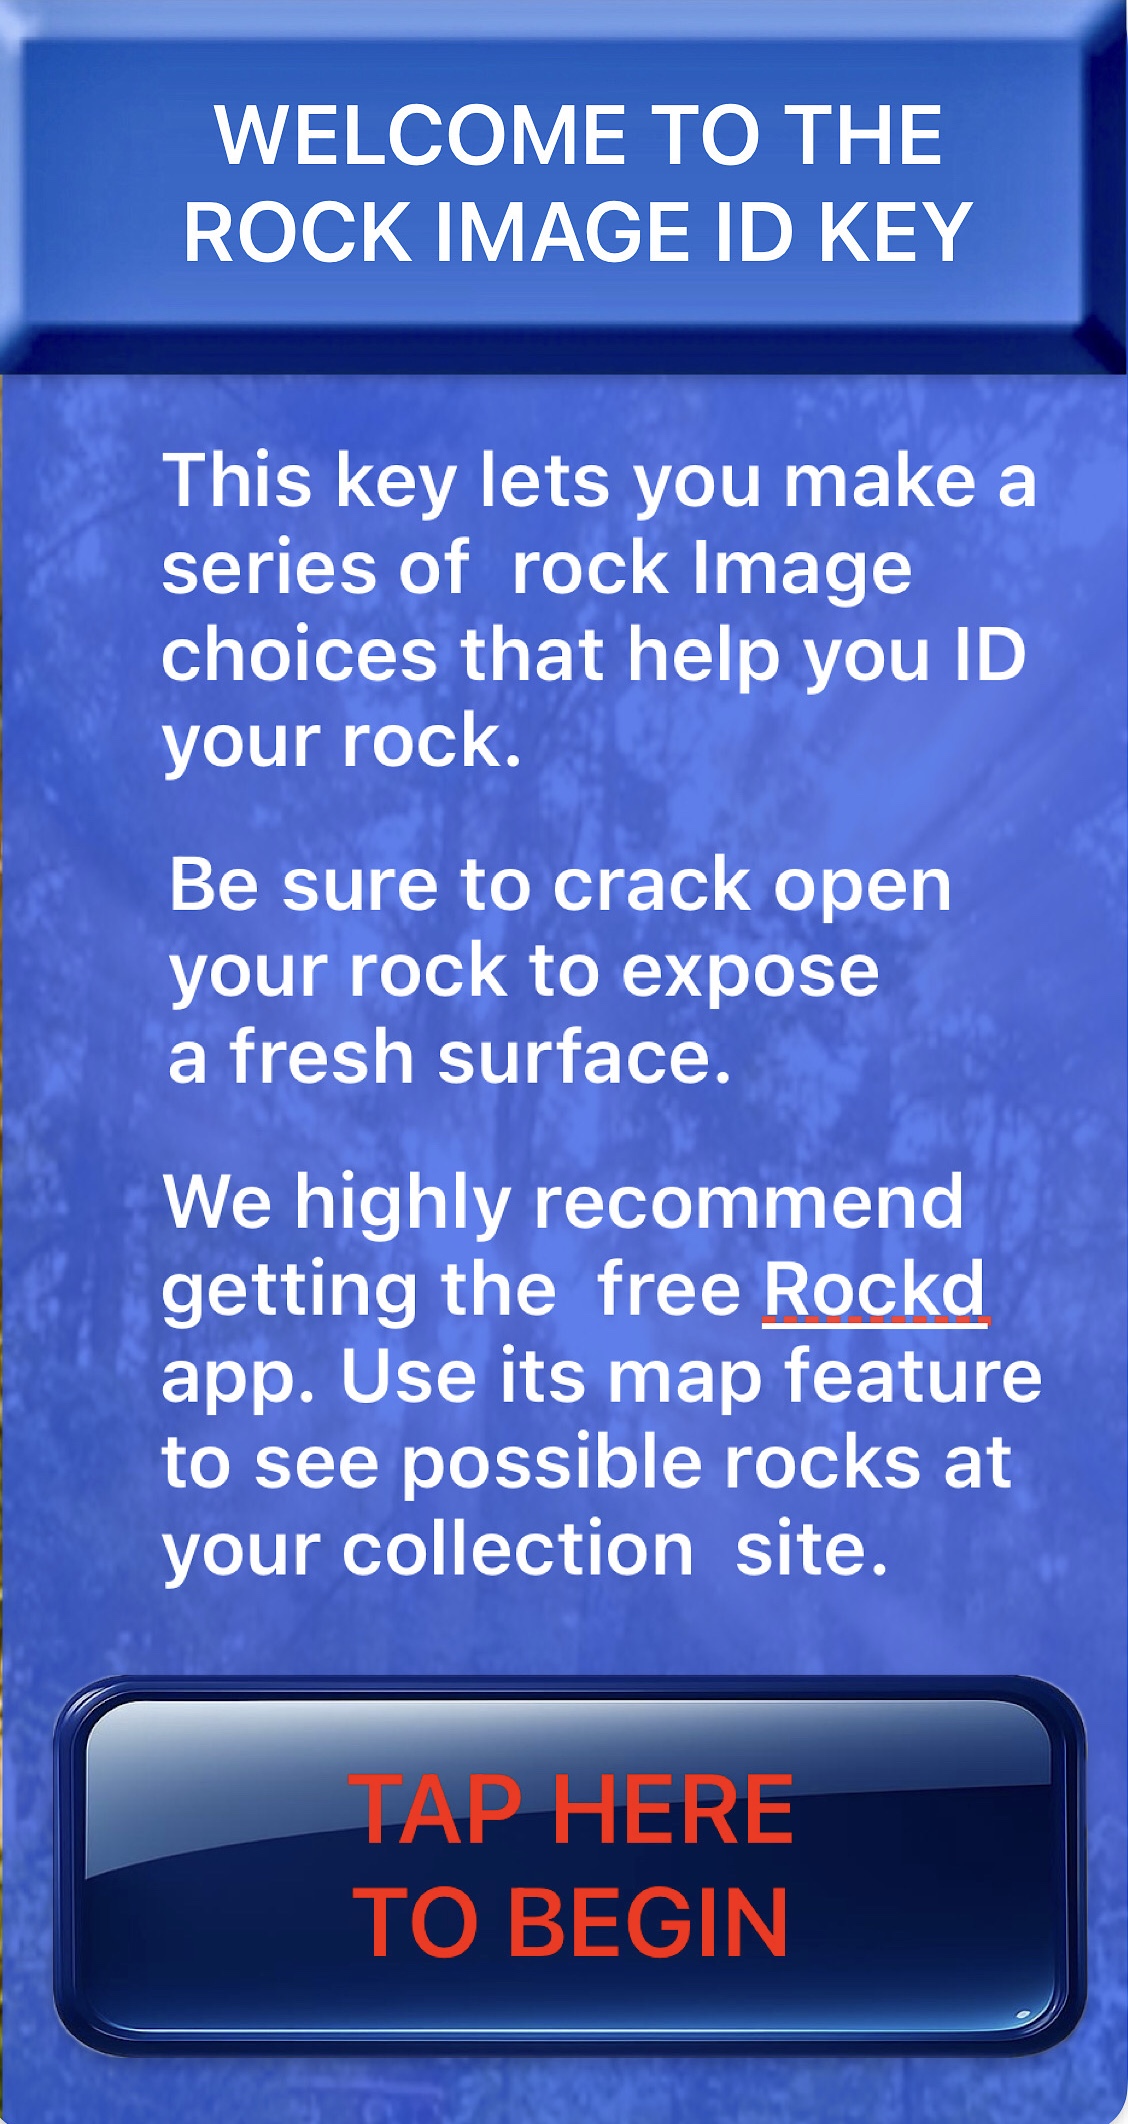 WELCOME TO THE
ROCK IMAGE ID KEY
This key lets you make a
series of  rock Image
choices that help you ID
your rock.
Be sure to crack open
your rock to expose
a fresh surface.
We highly recommend
getting the  free Rockd
app. Use its map feature
to see possible rocks at
your collection  site.
TAP HERE
TO BEGIN